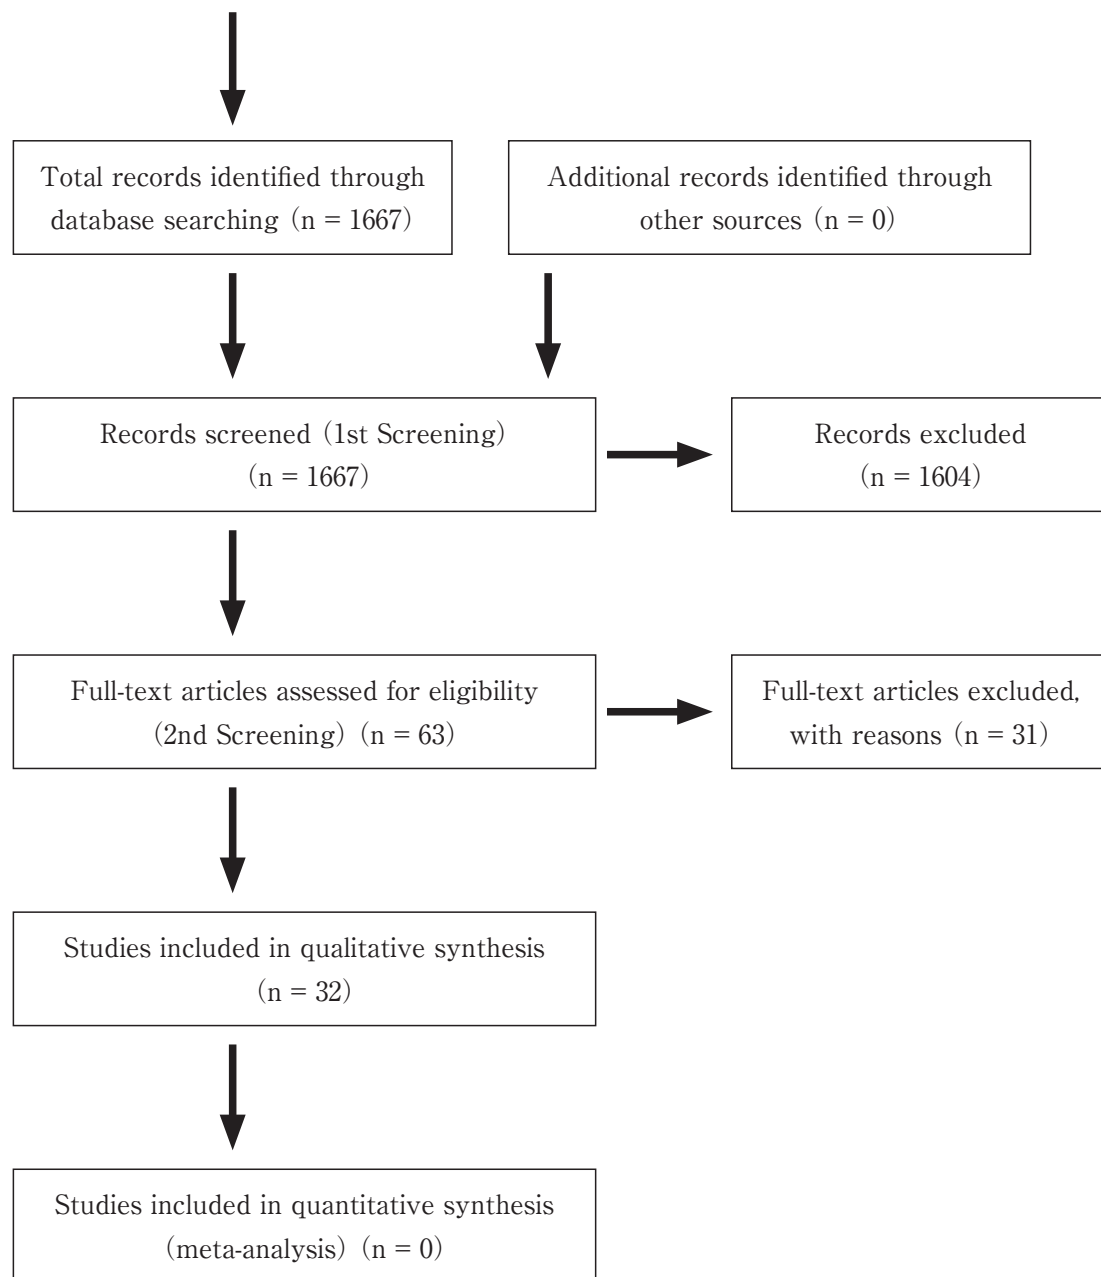 Total records identified through
database searching (n = 1667)
Additional records identified through
other sources (n = 0)
Records screened (1st Screening)
(n = 1667)
Records excluded
(n = 1604)
Full-text articles assessed for eligibility
(2nd Screening) (n = 63)
Full-text articles excluded,
with reasons (n = 31)
Studies included in qualitative synthesis
(n = 32)
Studies included in quantitative synthesis
(meta-analysis) (n = 0)